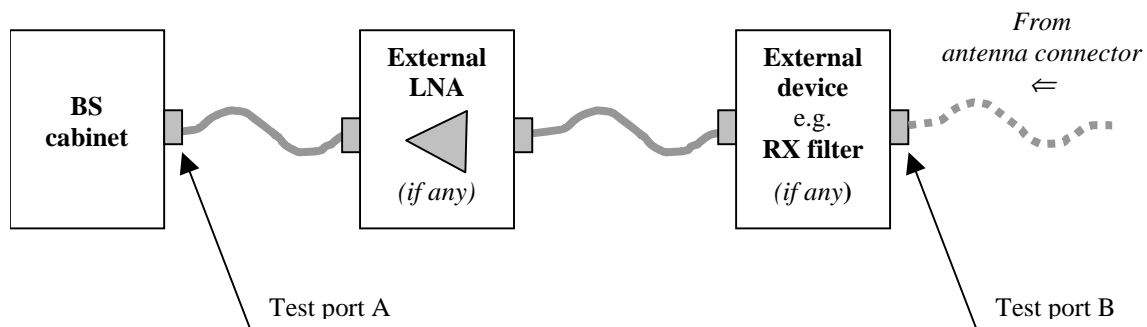 BS
cabinet
External
LNA
(if any)
External
device
e.g.
RX filter
(if any)
From
antenna connector
⇐
Test port A
Test port B